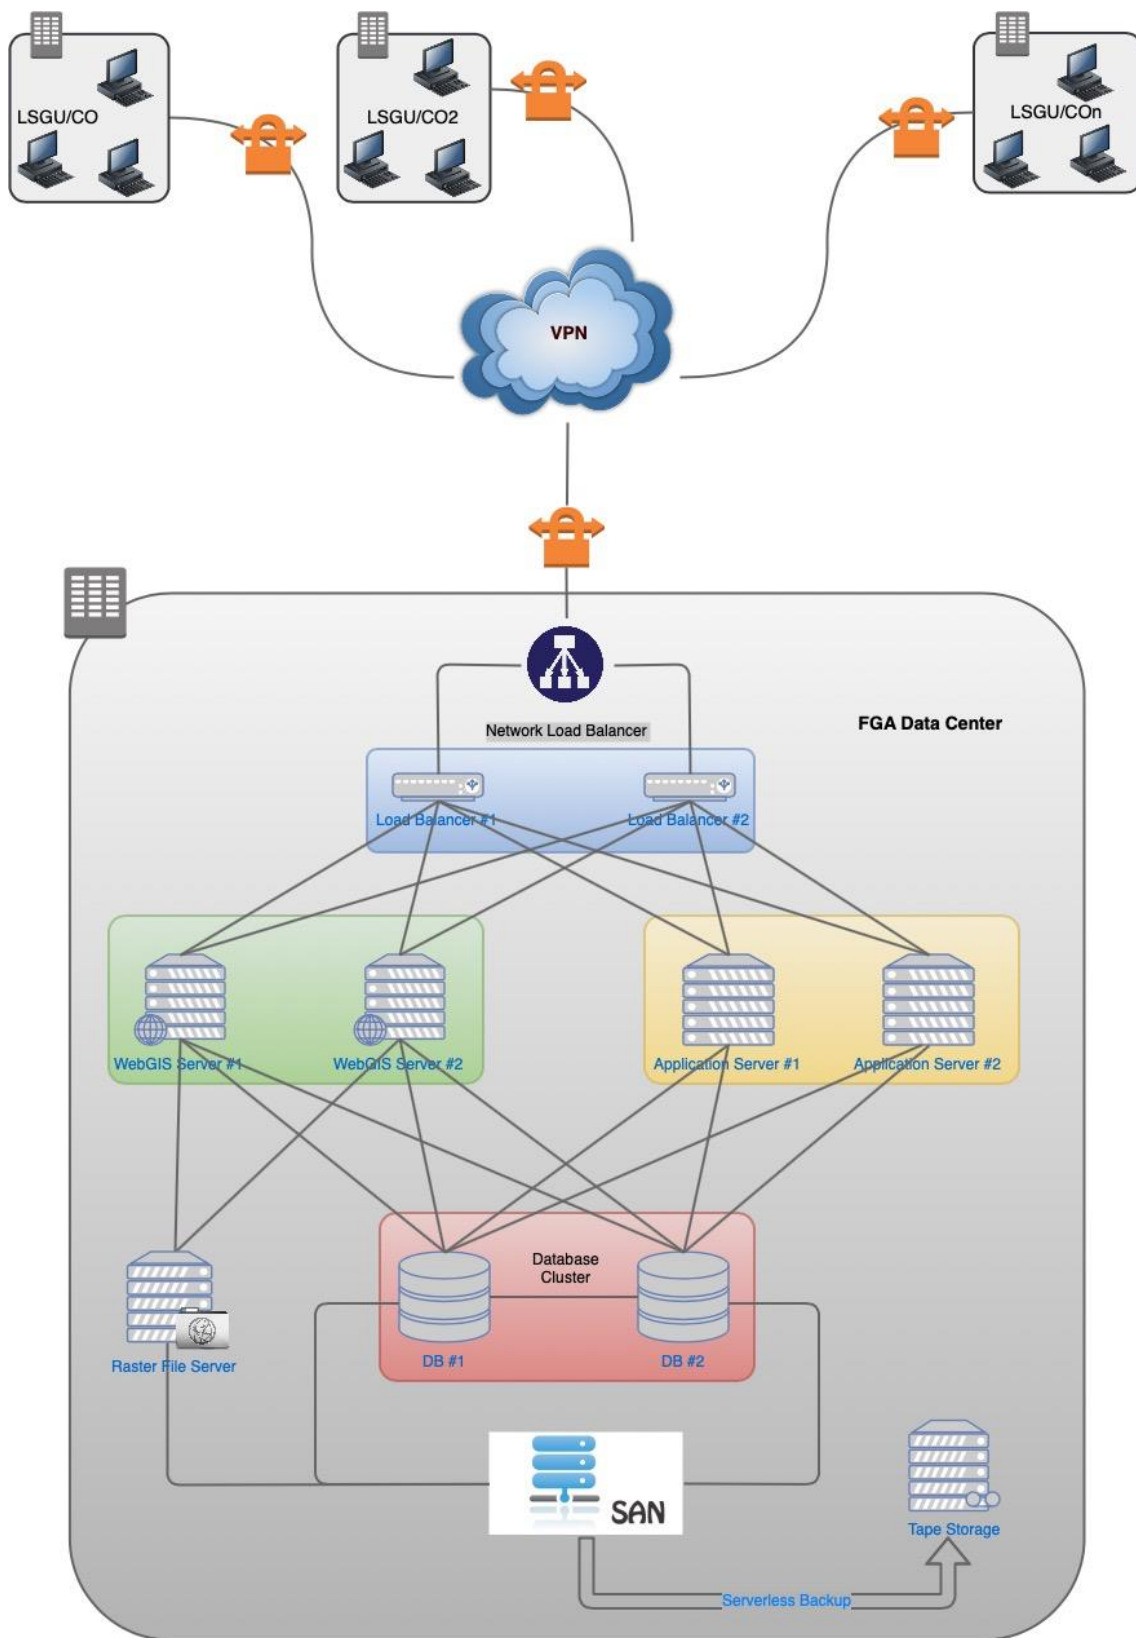 LSGU/CO
LSGU/CO2
LSGU/COn
VPN
Network Load Balancer
FGA Data Center
Load Balancer #1
Load Balancer #2
WebGIS Server #1
WebGIS Server #2
Application Server #1
Application Server #2
Database
Cluster
DB #1
DB #2
Raster File Server
SAN
Tape Storage
Serverless Backup